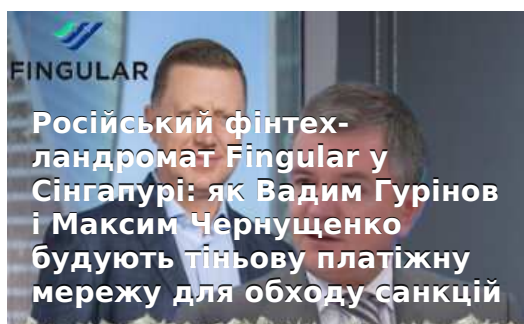 FINGULAR
Російський фінтех-
ландромат Fingular у
Сінгапурі: як Вадим Гурінов
і Максим Чернущенко
будують тіньову платіжну
мережу для обходу санкцій